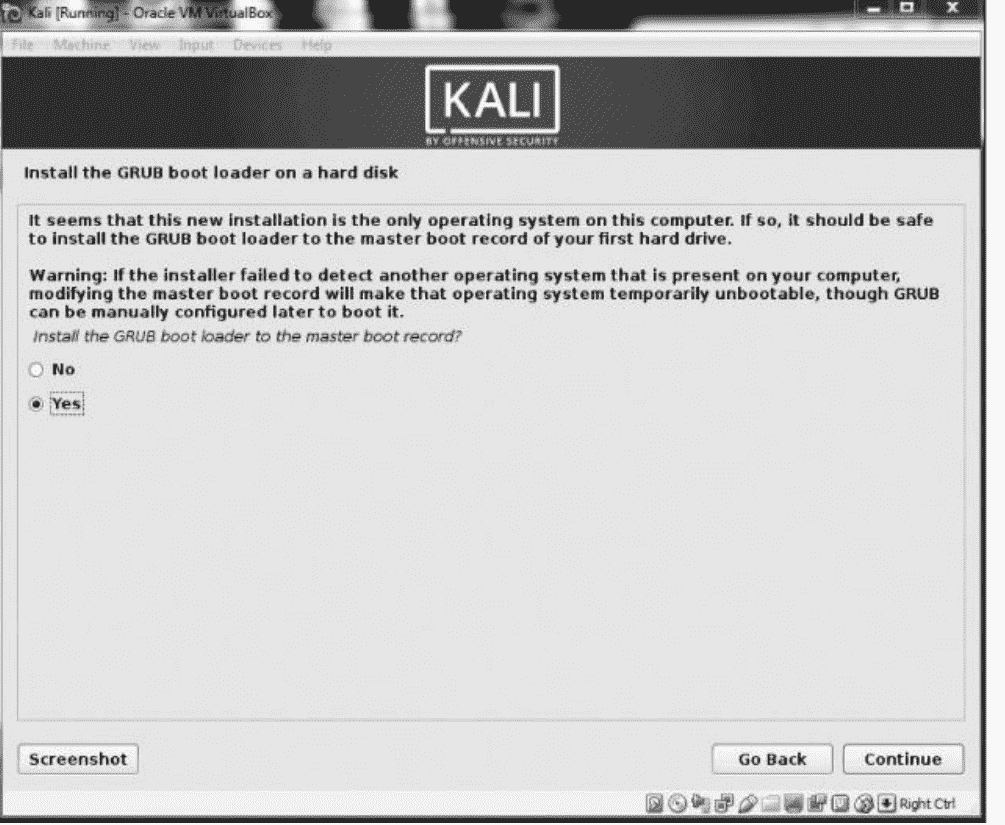 Kali [Running] - Oracle VM VirtualBox
File Machine View Input Devices Help
KALI
BY OFFENSIVE SECURITY
Install the GRUB boot loader on a hard disk
It seems that this new installation is the only operating system on this computer. If so, it should be safe
to install the GRUB boot loader to the master boot record of your first hard drive.
Warning: If the installer failed to detect another operating system that is present on your computer,
modifying the master boot record will make that operating system temporarily unbootable, though GRUB
can be manually configured later to boot it.
Install the GRUB boot loader to the master boot record?
No
Yes
Screenshot Go Back Continue
Right Ctrl